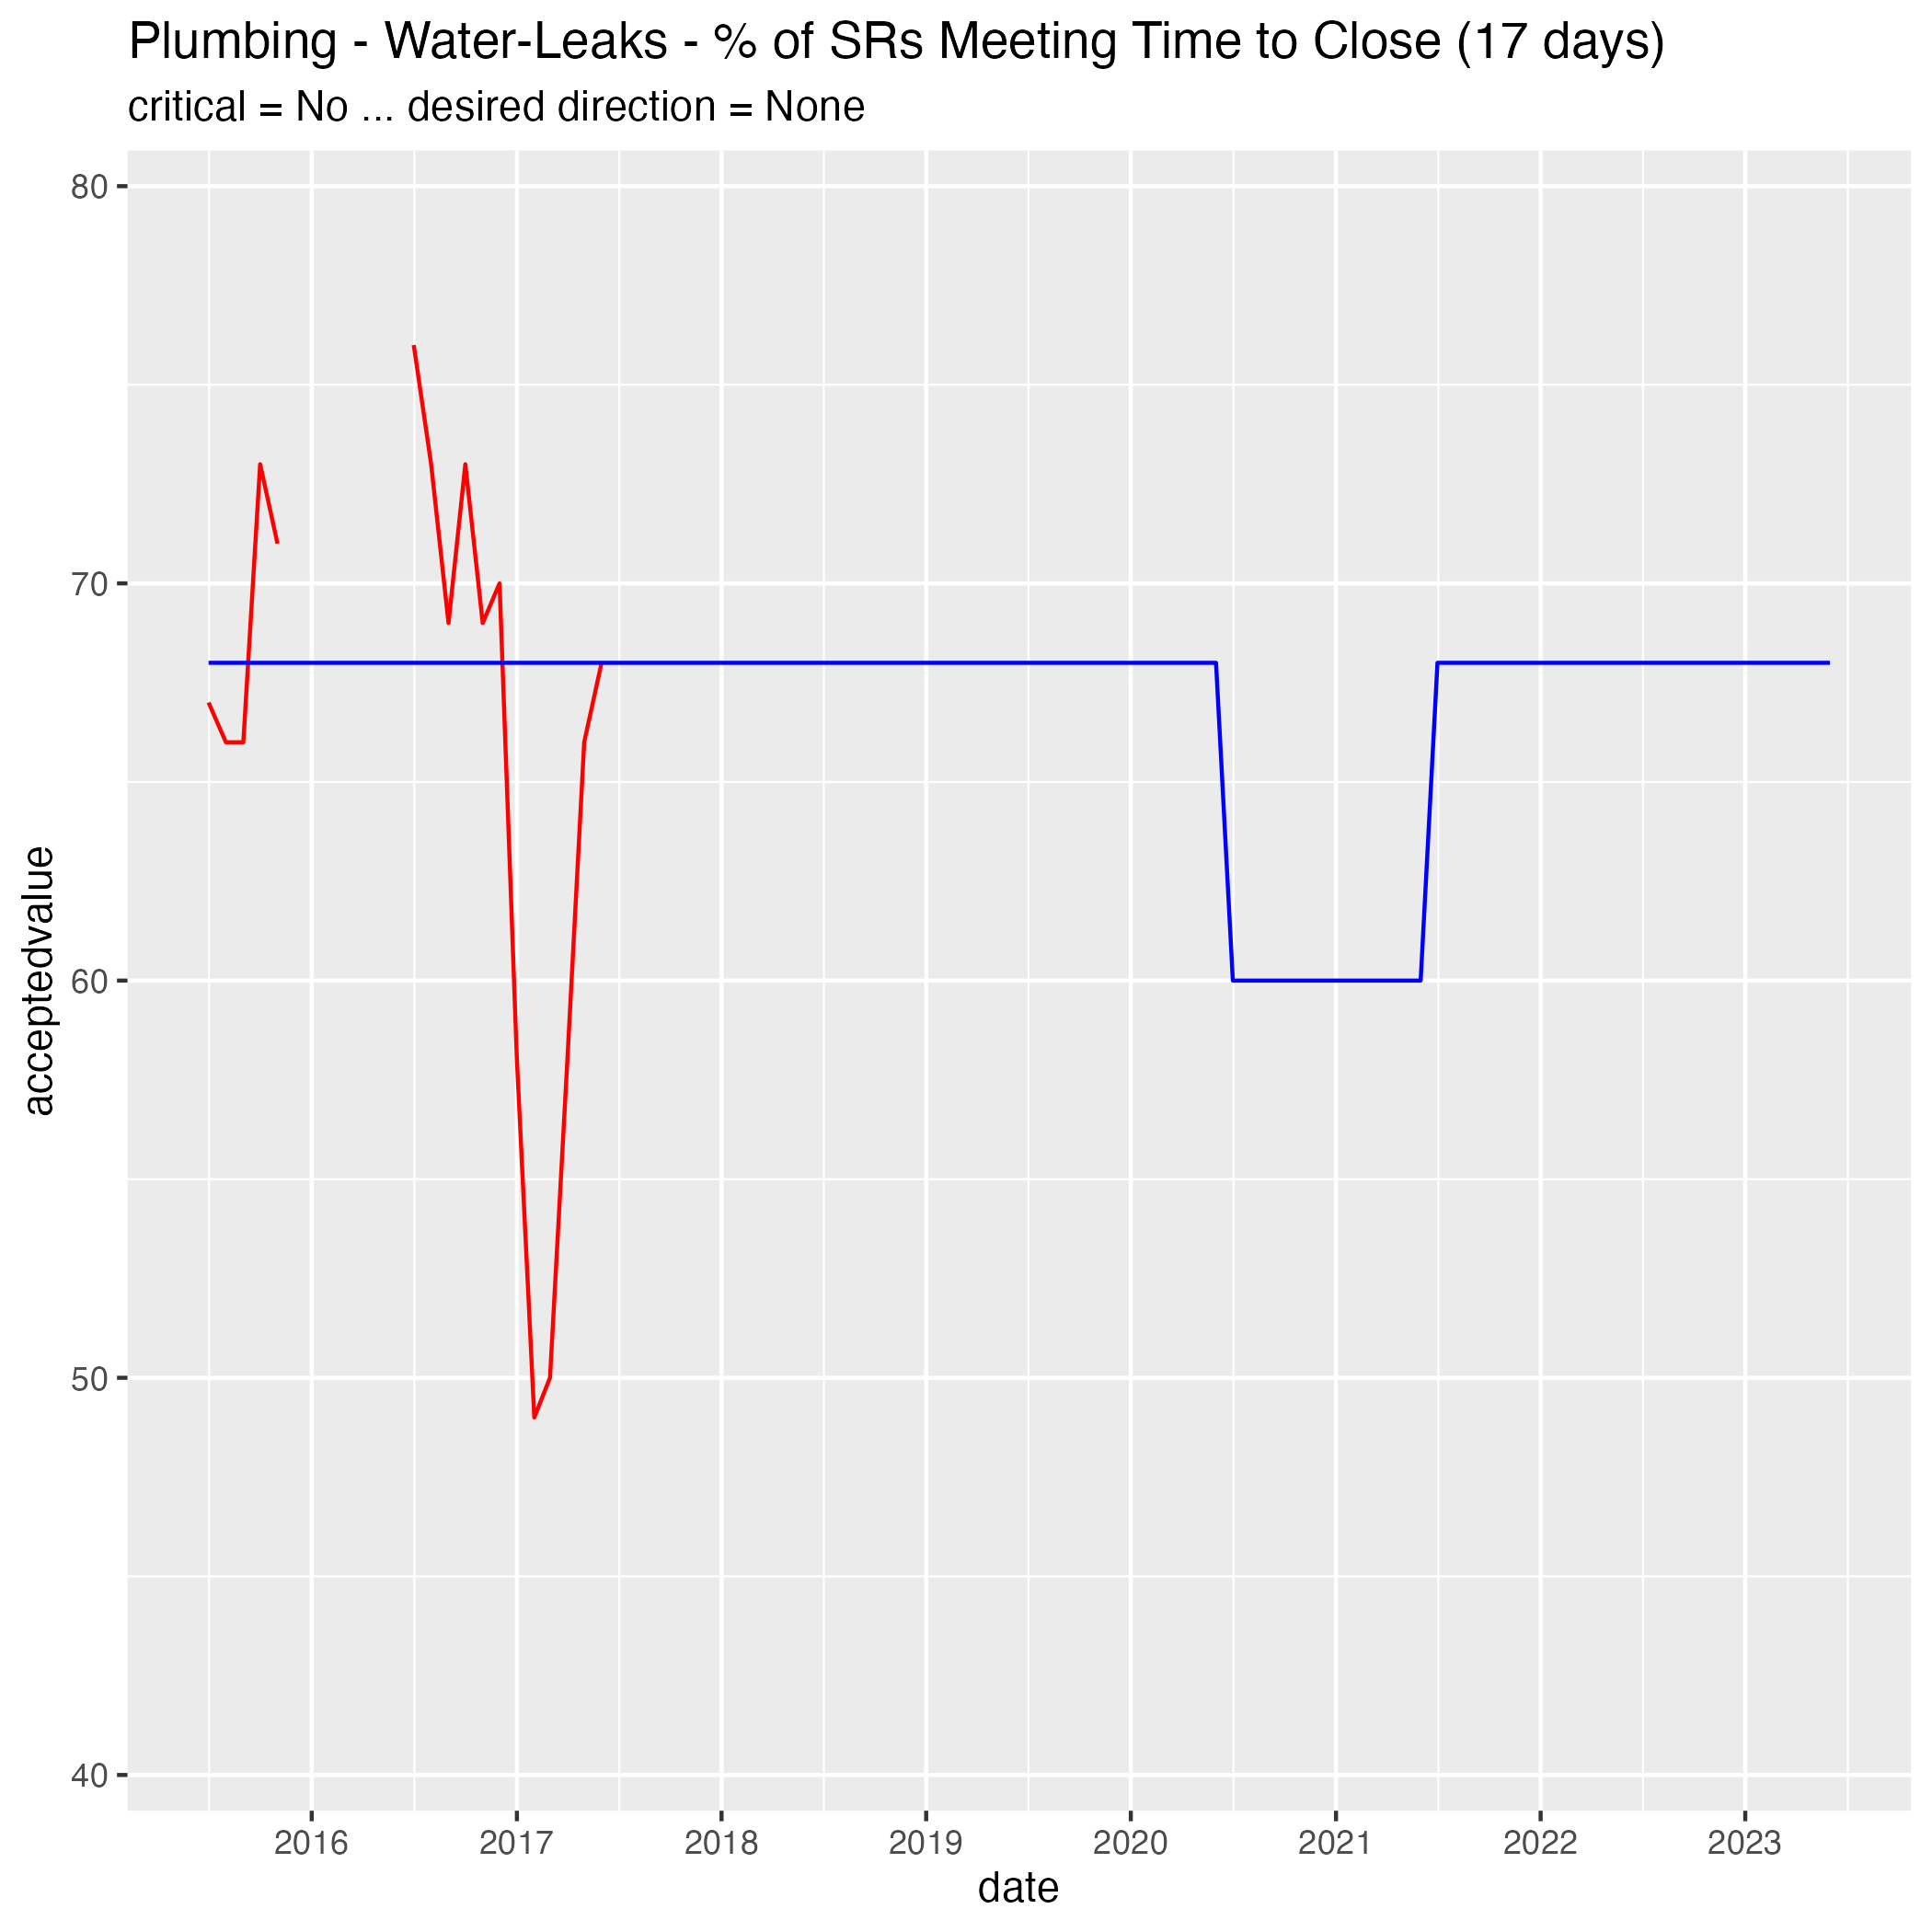 Plumbing - Water-Leaks - % of SRs Meeting Time to Close (17 days)
critical = No ... desired direction = None
acceptedvalue
80
70
60
50
40
2016 2017 2018 2019 2020 2021 2022 2023
date